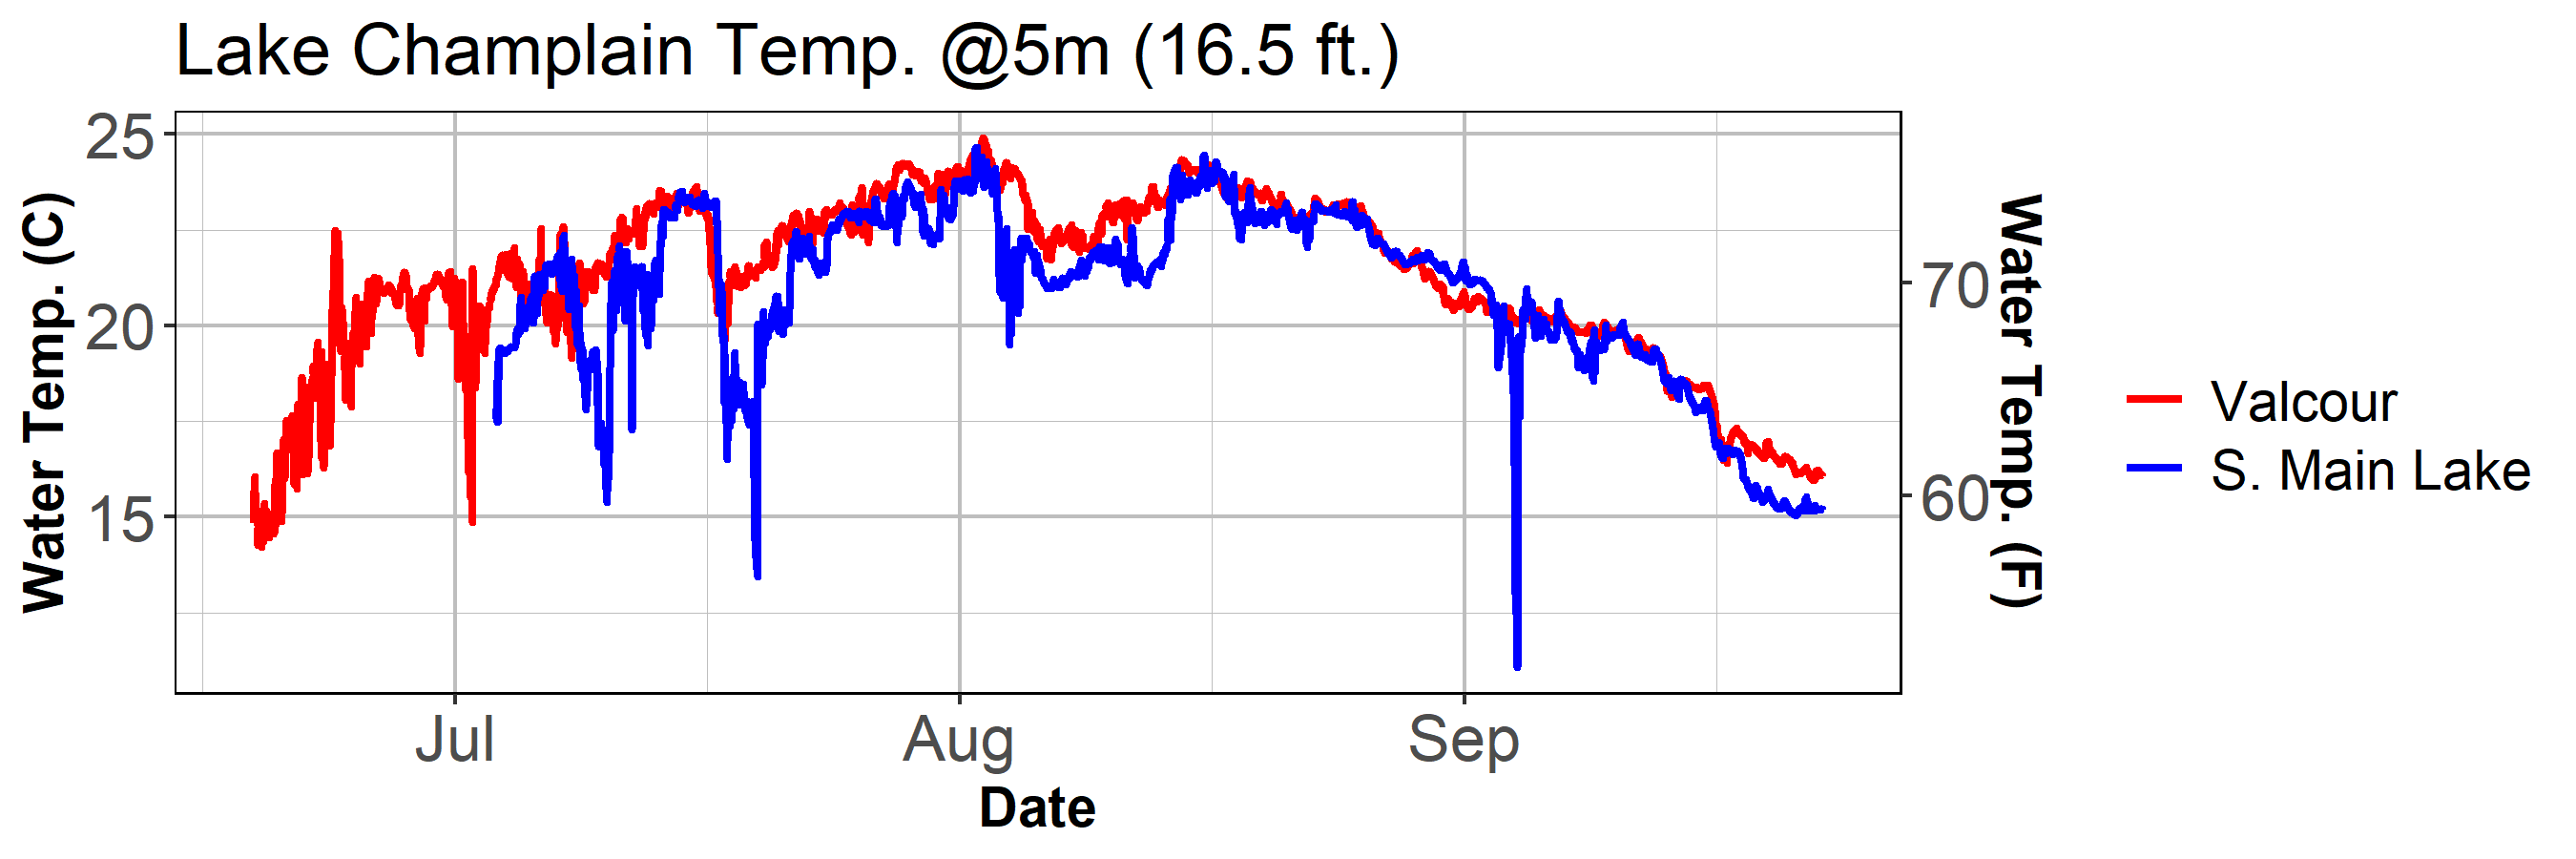 Lake Champlain Temp. @5m (16.5 ft.)
Water Temp. (C)
25
20
15
Jul
Aug
Sep
Date
70
60
Water Temp. (F)
Valcour
S. Main Lake